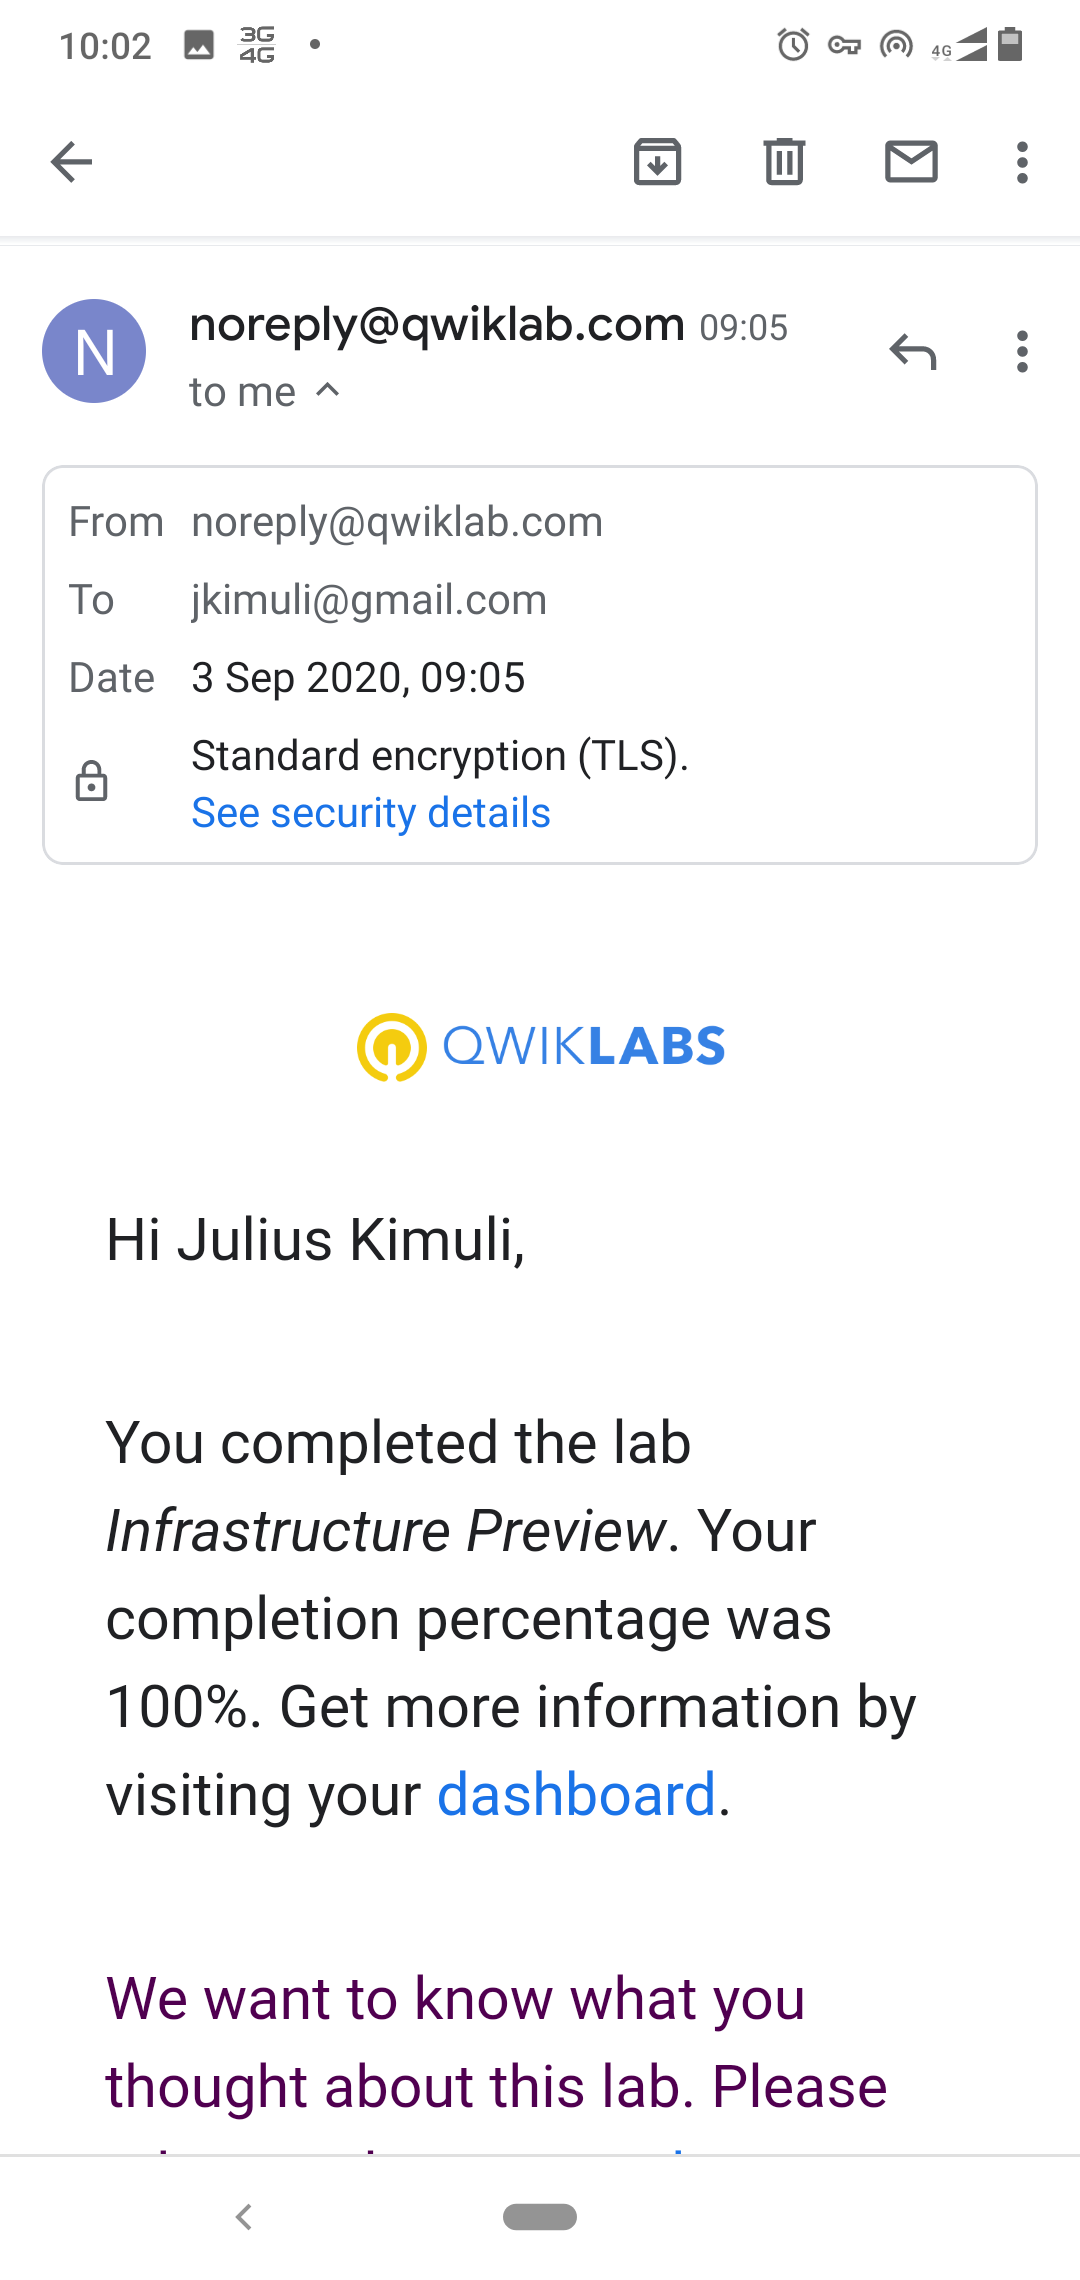 10:02 3G 4G 4G
noreply@qwiklab.com 09:05
N
to me
From noreply@qwiklab.com
To jkimuli@gmail.com
Date 3 Sep 2020, 09:05
Standard encryption (TLS).
See security details
QWIKLABS
Hi Julius Kimuli,
You completed the lab
Infrastructure Preview. Your
completion percentage was
100%. Get more information by
visiting your dashboard.
We want to know what you
thought about this lab. Please